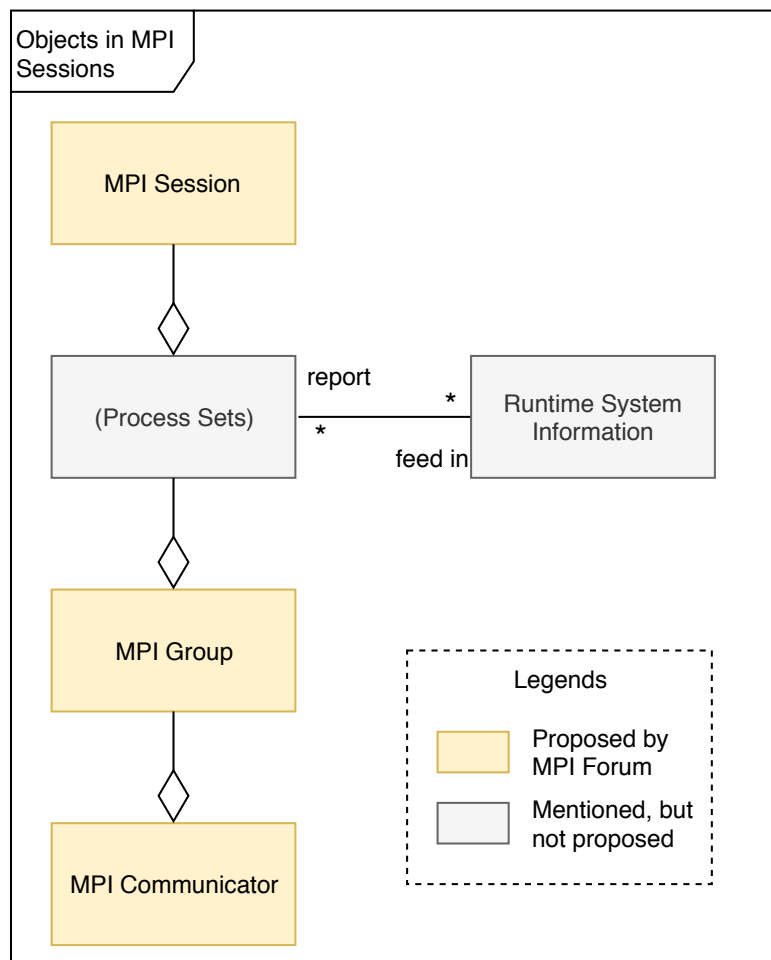 Objects in MPI
Sessions
MPI Session
(Process Sets)
report
*
*
feed in
Runtime System
Information
MPI Group
MPI Communicator
Legends
Proposed by
MPI Forum
Mentioned, but
not proposed